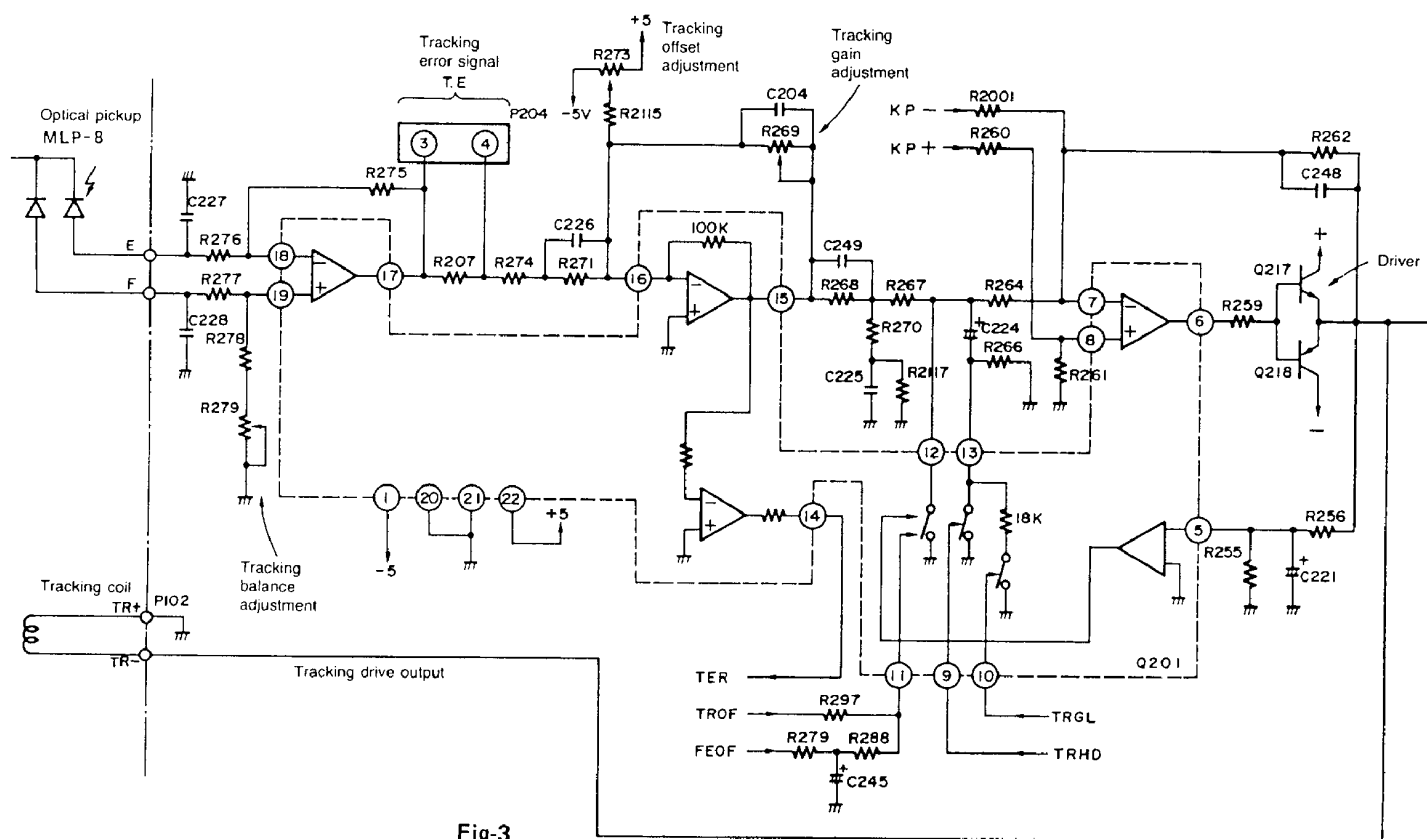 +5
Tracking
offset
adjustment
R273
-5V
R2115
Tracking
error signal
T.E
P204
3
4
Tracking
gain
adjustment
C204
R269
KP-
R2001
KP+
R260
R262
C248
Optical pickup
MLP-8
C227
R275
E
R276
18
17
R207
R274
C226
R271
16
100K
15
C249
R268
R267
R264
7
6
R259
Q217
+
Driver
F
R277
19
C228
R278
R279
R270
C225
R2117
+
C224
R266
8
R261
Q218
-
12
13
18K
1
20
21
22
-5
+5
14
5
R256
R255
+
C221
Tracking
balance
adjustment
Tracking coil
TR+
P102
TR-
Tracking drive output
Q201
TER
11
9
10
TROF
R297
TRGL
FEOF
R279
R288
TRHD
+
C245
Fig-3